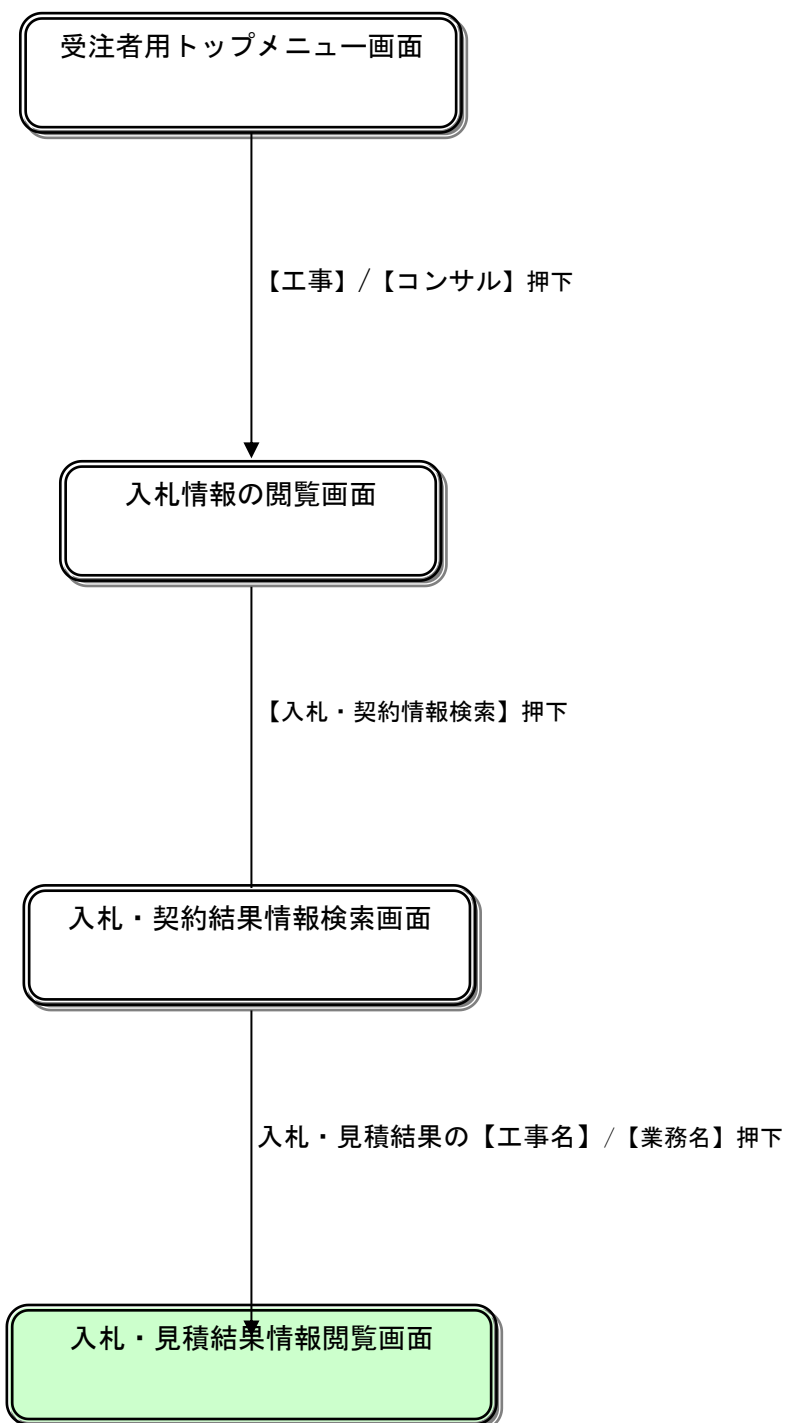 受注者用トップメニュー画面
【工事】/【コンサル】押下
入札情報の閲覧画面
【入札・契約情報検索】押下
入札・契約結果情報検索画面
入札・見積結果の【工事名】/【業務名】押下
入札・見積結果情報閲覧画面